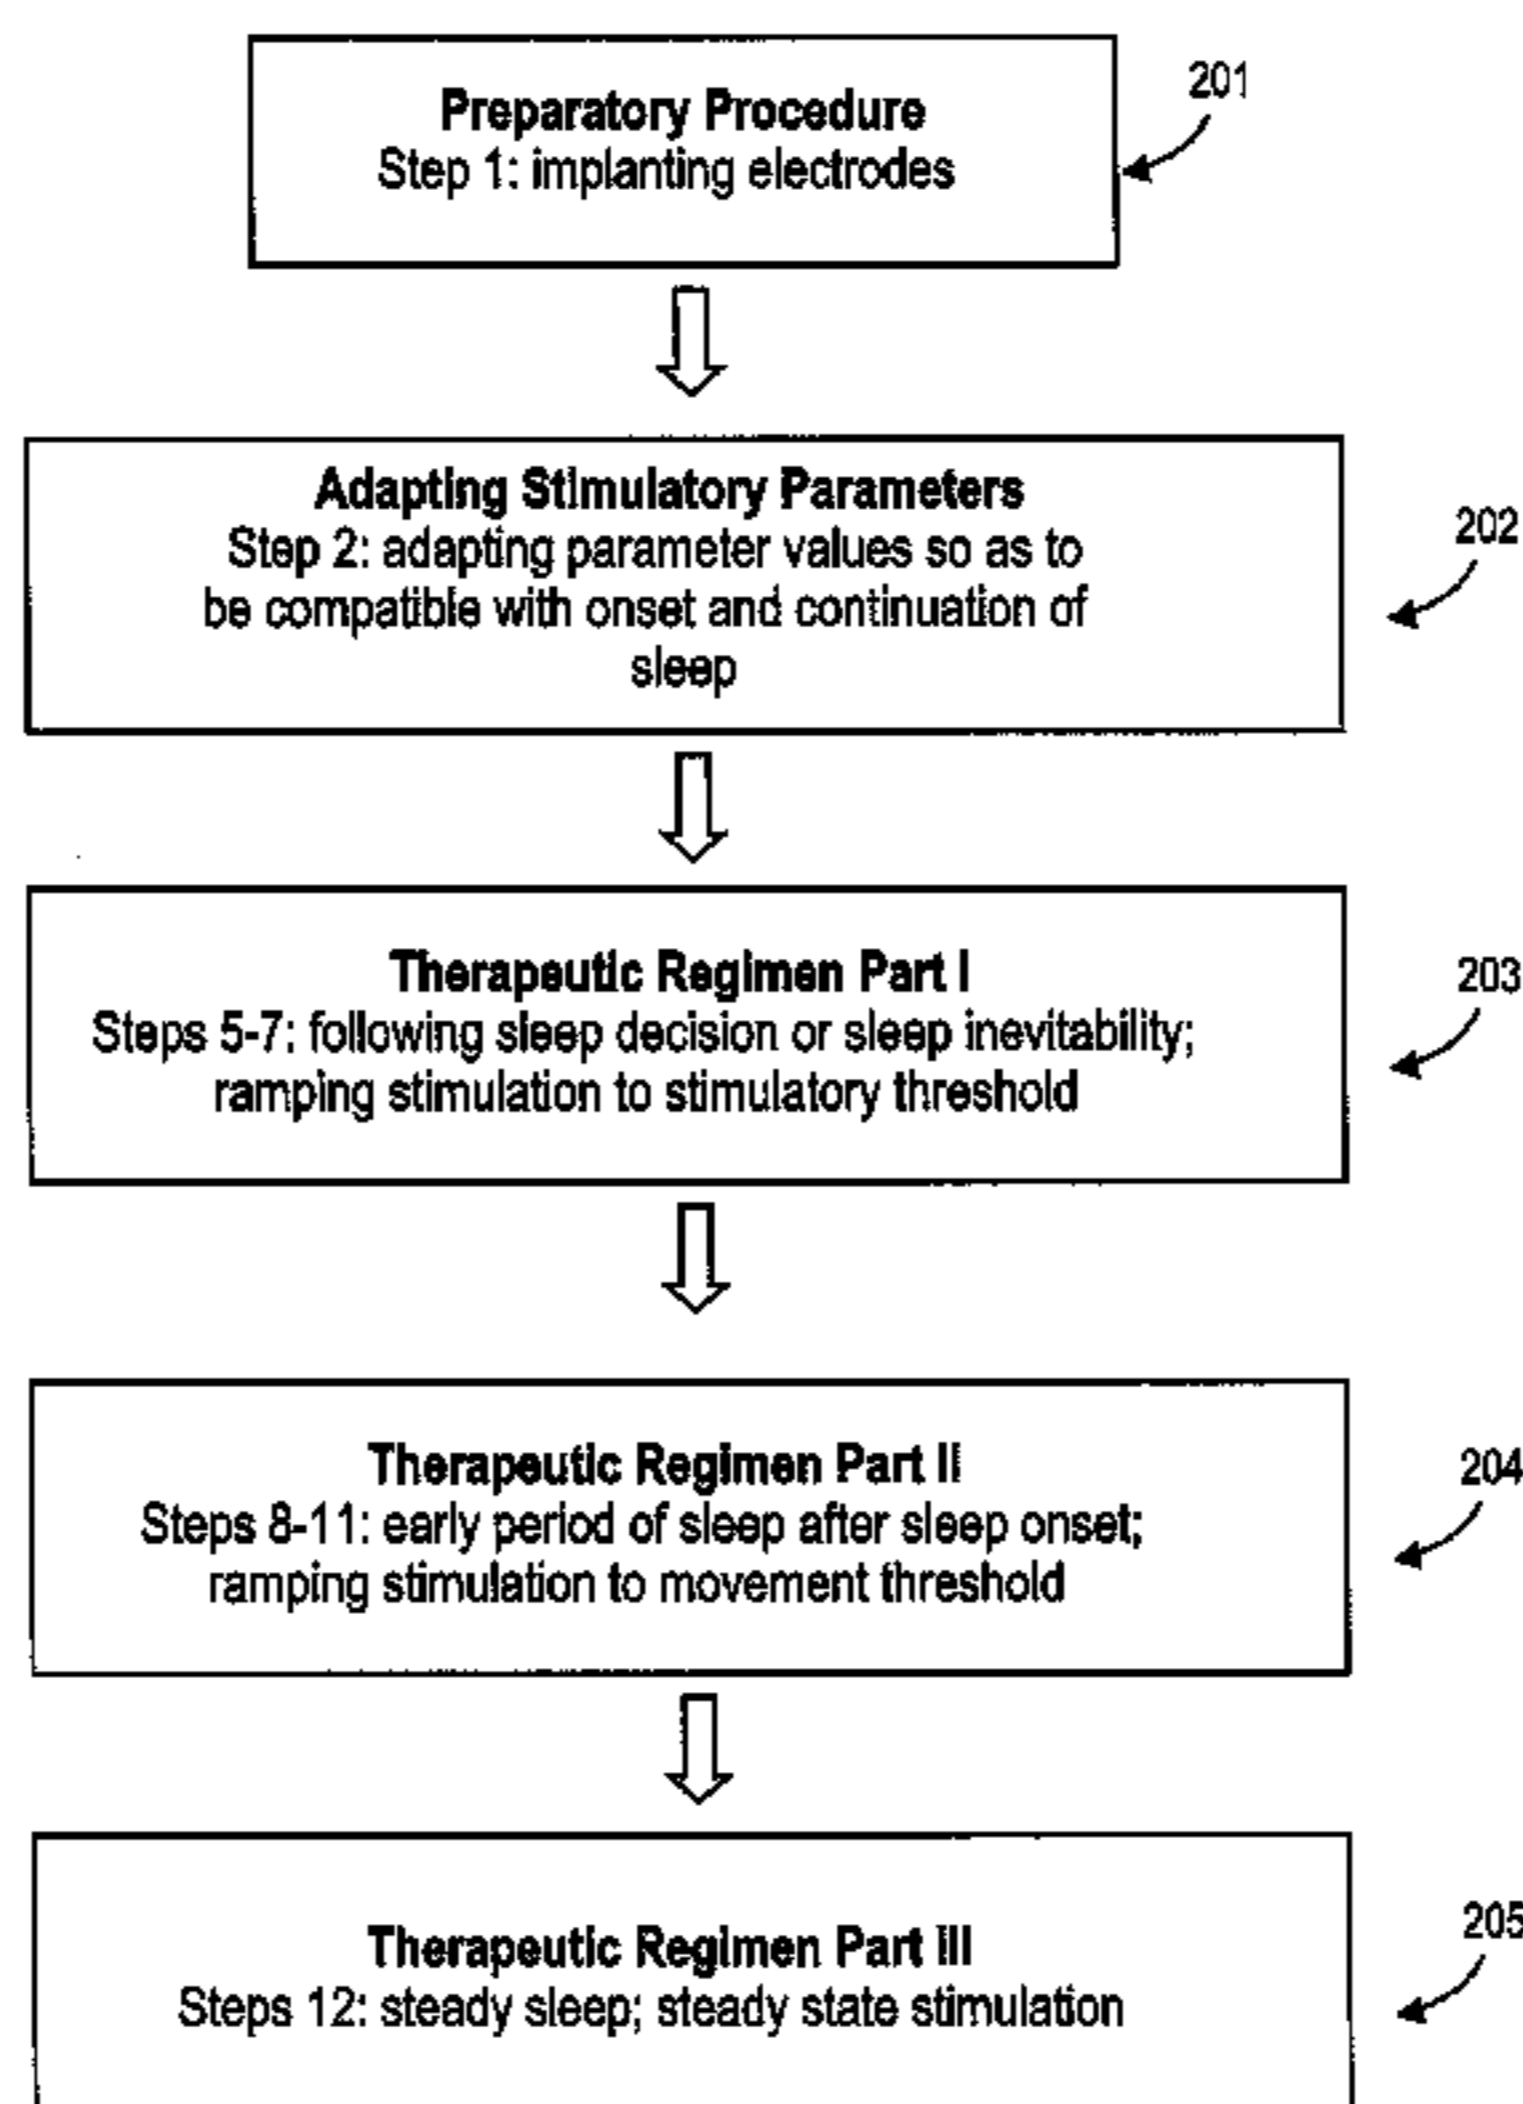 Preparatory Procedure
Step 1: implanting electrodes
201
Adapting Stimulatory Parameters
Step 2: adapting parameter values so as to
be compatible with onset and continuation of
sleep
202
Therapeutic Regimen Part I
Steps 5-7: following sleep decision or sleep inevitability;
ramping stimulation to stimulatory threshold
203
Therapeutic Regimen Part II
Steps 8-11: early period of sleep after sleep onset;
ramping stimulation to movement threshold
204
Therapeutic Regimen Part III
Steps 12: steady sleep; steady state stimulation
205